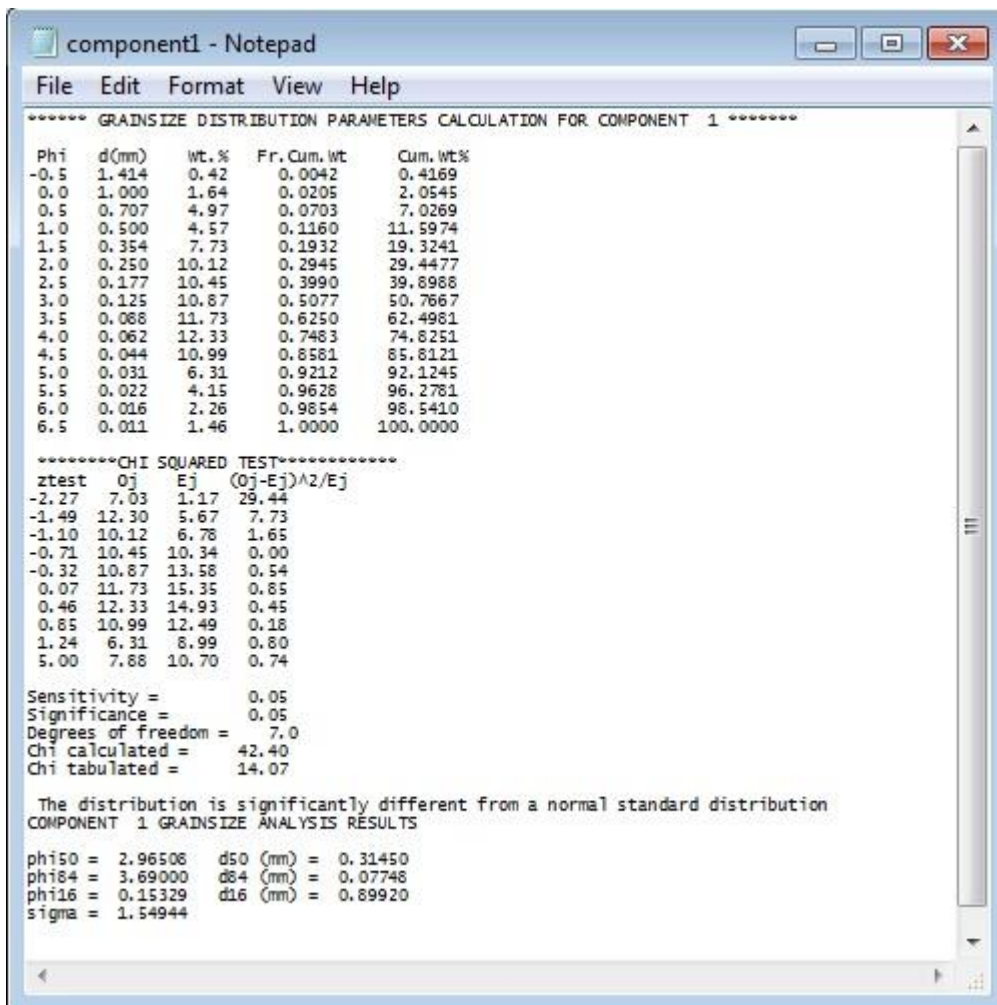 component1 - Notepad
File Edit Format View Help
****** GRAINSIZE DISTRIBUTION PARAMETERS CALCULATION FOR COMPONENT 1 *******
Phi d(mm) Wt.% Fr.Cum.Wt Cum.Wt%
-0.5 1.414 0.42 0.0042 0.4169
0.0 1.000 1.64 0.0205 2.0545
0.5 0.707 4.97 0.0703 7.0269
1.0 0.500 4.57 0.1160 11.5974
1.5 0.354 7.73 0.1932 19.3241
2.0 0.250 10.12 0.2945 29.4477
2.5 0.177 10.45 0.3990 39.8988
3.0 0.125 10.87 0.5077 50.7667
3.5 0.088 11.73 0.6250 62.4981
4.0 0.062 12.33 0.7483 74.8251
4.5 0.044 10.99 0.8581 85.8121
5.0 0.031 6.31 0.9212 92.1245
5.5 0.022 4.15 0.9628 96.2781
6.0 0.016 2.26 0.9854 98.5410
6.5 0.011 1.46 1.0000 100.0000
********CHI SQUARED TEST************
ztest Oj Ej (Oj-Ej)^2/Ej
-2.27 7.03 1.17 29.44
-1.49 12.30 5.67 7.73
-1.10 10.12 6.78 1.65
-0.71 10.45 10.34 0.00
-0.32 10.87 13.58 0.54
0.07 11.73 15.35 0.85
0.46 12.33 14.93 0.45
0.85 10.99 12.49 0.18
1.24 6.31 8.99 0.80
5.00 7.88 10.70 0.74
Sensitivity = 0.05
Significance = 0.05
Degrees of freedom = 7.0
Chi calculated = 42.40
Chi tabulated = 14.07
The distribution is significantly different from a normal standard distribution
COMPONENT 1 GRAINSIZE ANALYSIS RESULTS
phi50 = 2.96508 d50 (mm) = 0.31450
phi84 = 3.69000 d84 (mm) = 0.07748
phi16 = 0.15329 d16 (mm) = 0.89920
sigma = 1.54944